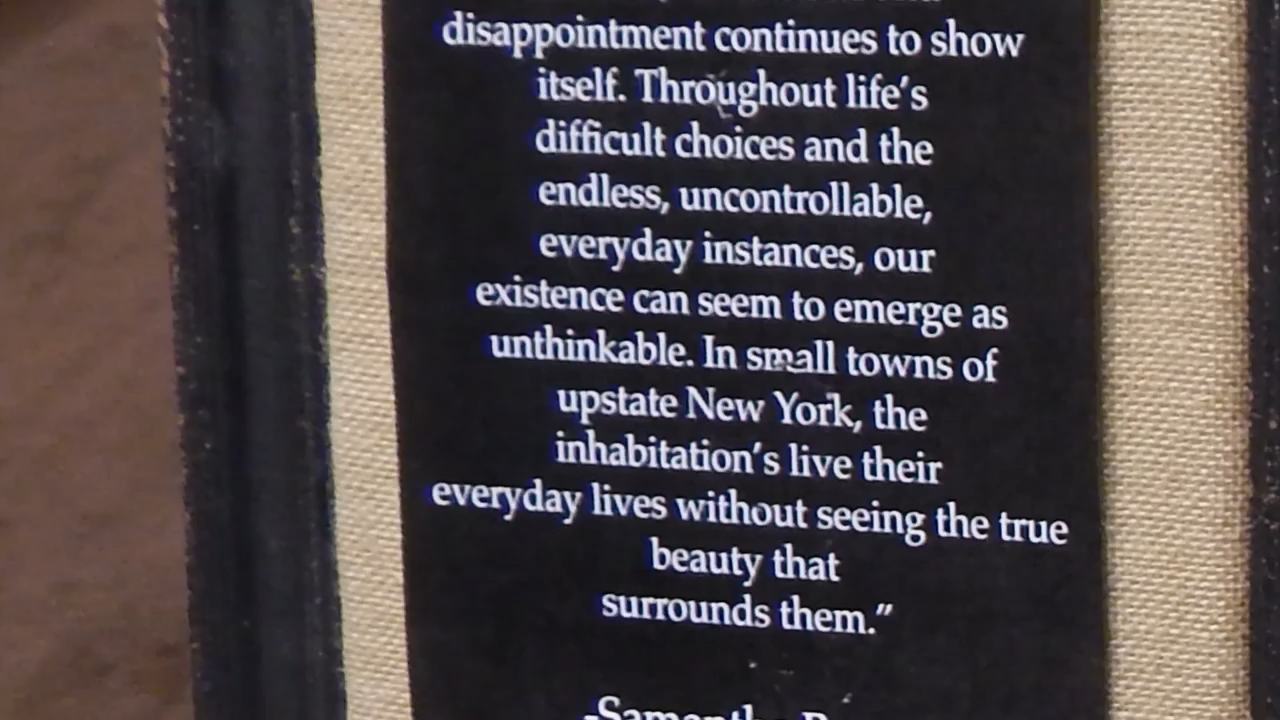 disappointment continues to show
itself. Throughout life's
difficult choices and the
endless, uncontrollable,
everyday instances, our
existence can seem to emerge as
unthinkable. In small towns of
upstate New York, the
inhabitation's live their
everyday lives without seeing the true
beauty that
surrounds them."